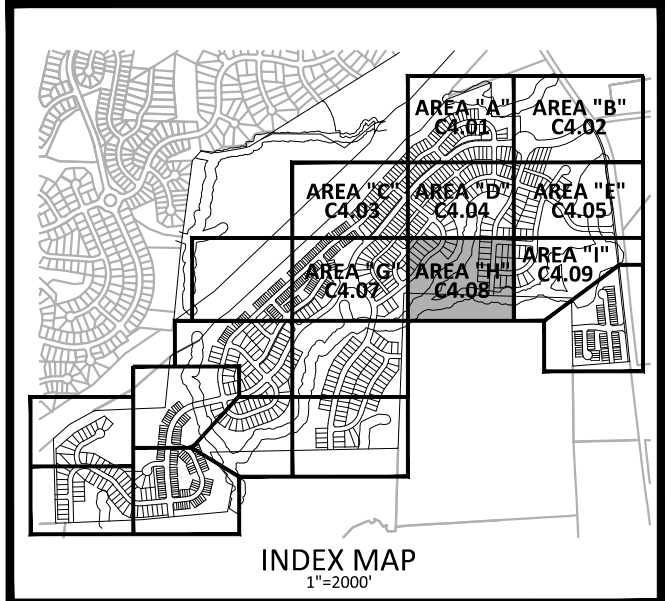 AREA "A"
C4.01
AREA "B"
C4.02
AREA "C"
C4.03
AREA "D"
C4.04
AREA "E"
C4.05
AREA "G"
C4.07
AREA "H"
C4.08
AREA "I"
C4.09
INDEX MAP
1"=2000'